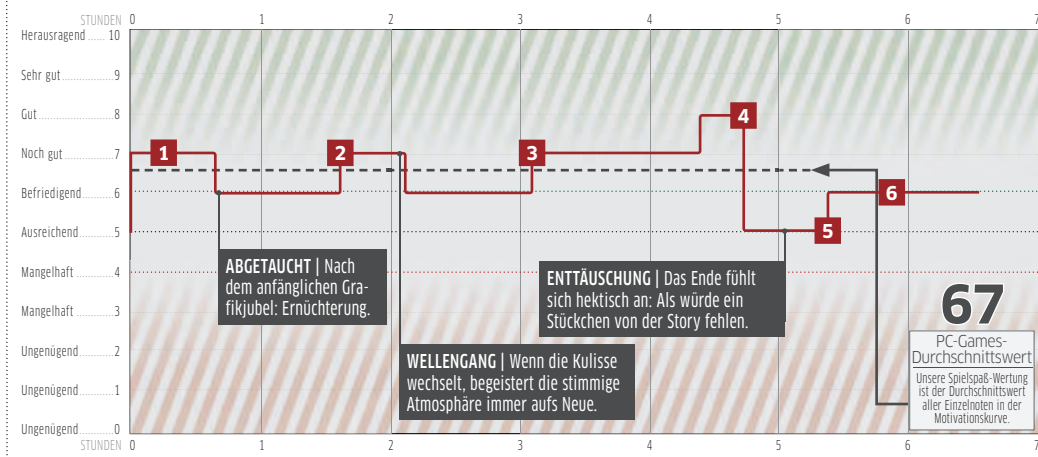 STUNDEN 0 1 2 3 4 5 6 7
Herausragend ...... 10
Sehr gut ................ 9
Gut ........................ 8
Noch gut ................ 7
Befriedigend .......... 6
Ausreichend ........... 5
Mangelhaft ............ 4
Mangelhaft ............ 3
Ungenügend ........... 2
Ungenügend ........... 1
Ungenügend ........... 0
STUNDEN 0 1 2 3 4 5 6 7
1
2
3
4
5
6
ABGETAUCHT | Nach
dem anfänglichen Gra-
fikjubel: Ernüchterung.
WELLENGANG | Wenn die Kulisse
wechselt, begeistert die stimmige
Atmosphäre immer aufs Neue.
ENTTÄUSCHUNG | Das Ende fühlt
sich hektisch an: Als würde ein
Stückchen von der Story fehlen.
67
PC-Games-
Durchschnittswert
Unsere Spielspaß-Wertung
ist der Durchschnittswert
aller Einzelnoten in der
Motivationskurve.